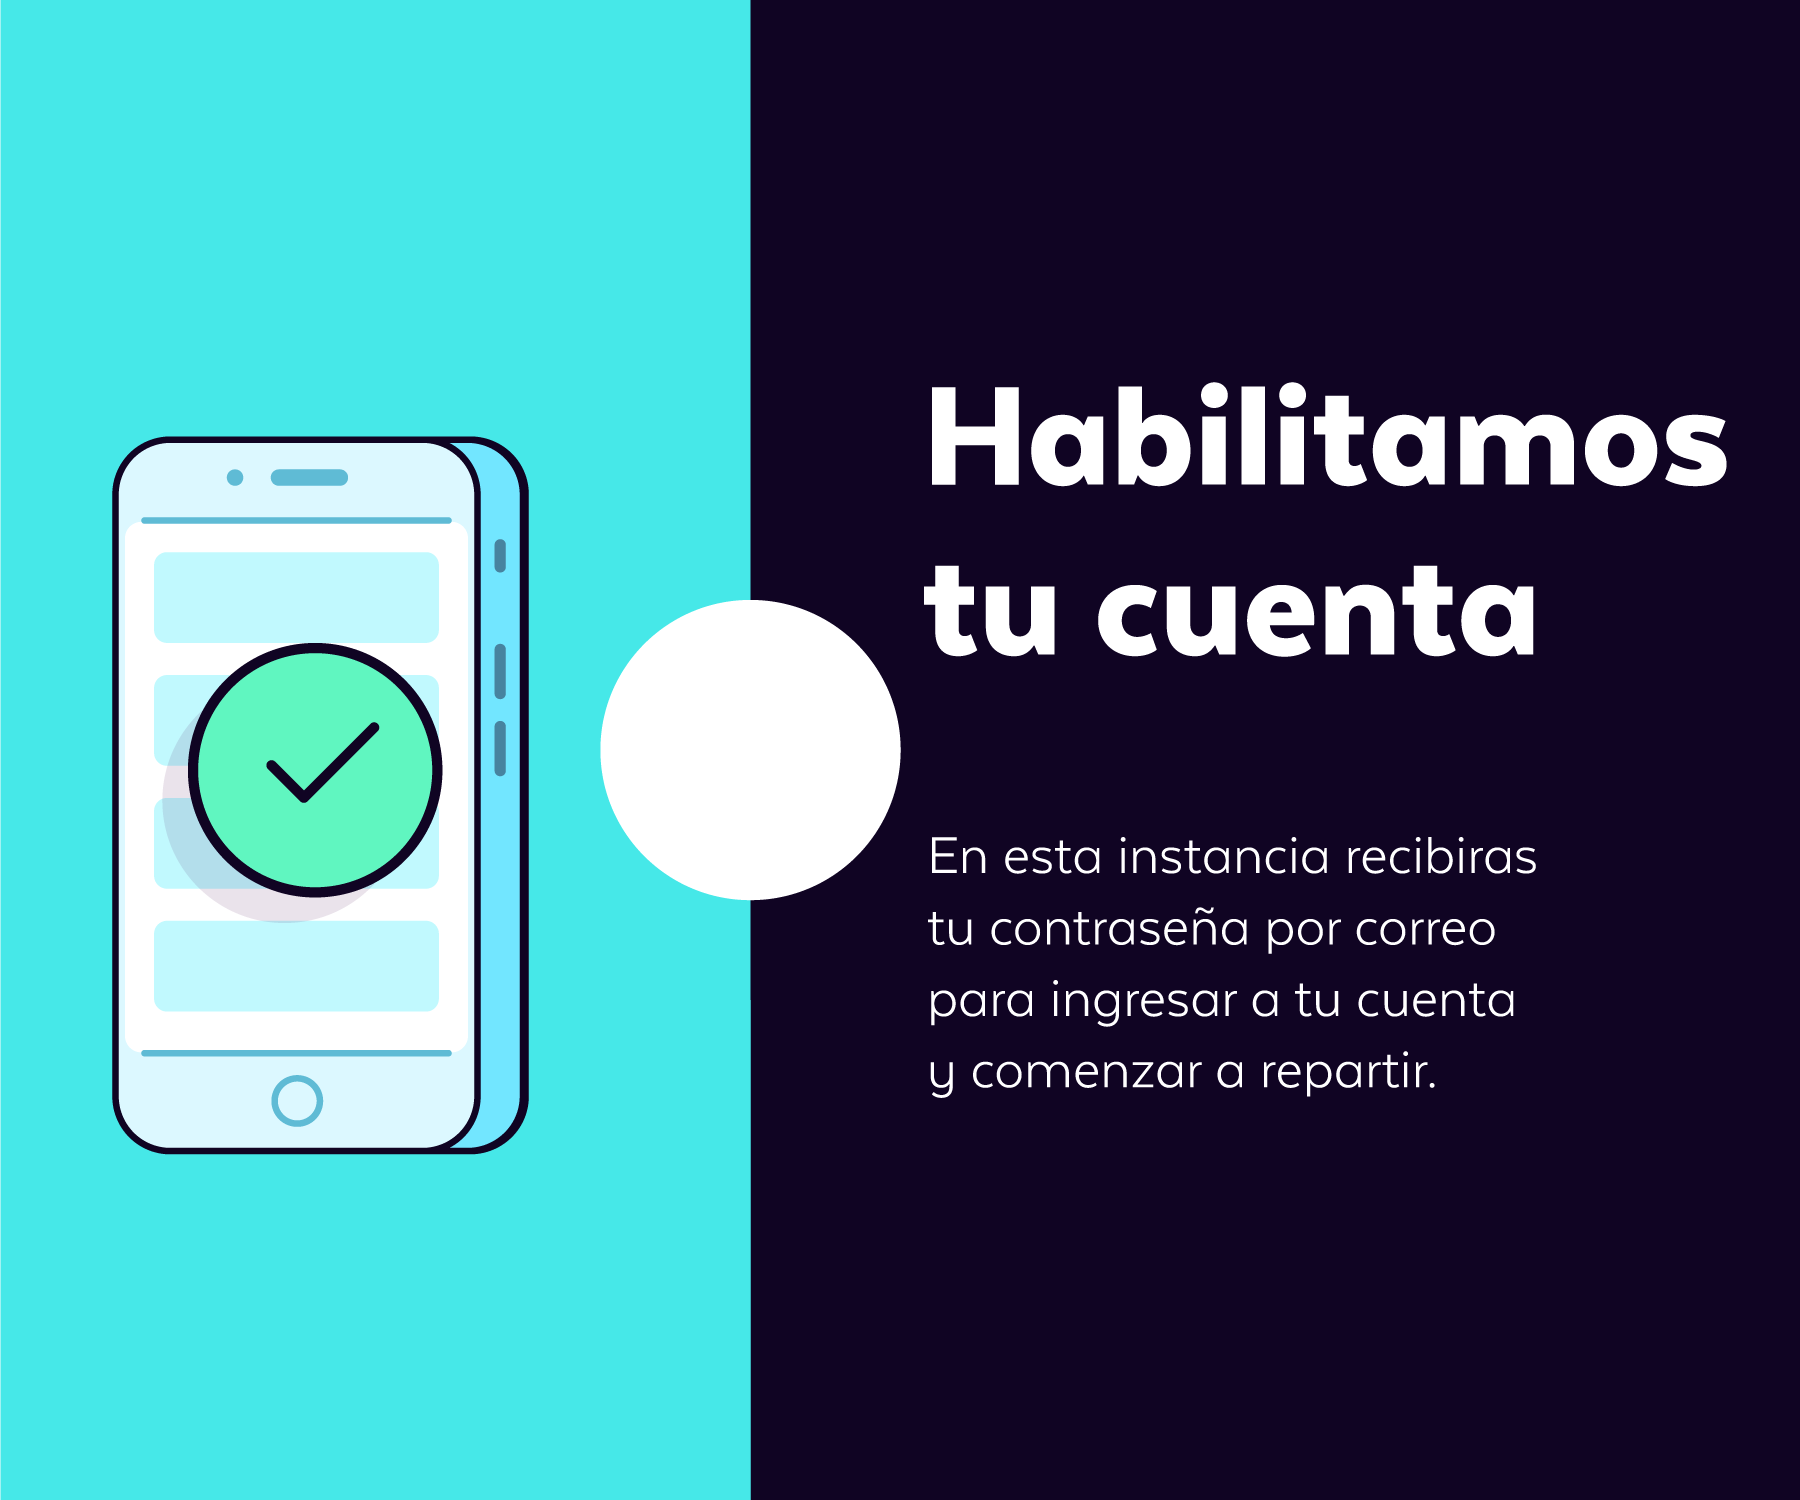 Habilitamos
tu cuenta
En esta instancia recibiras
tu contraseña por correo
para ingresar a tu cuenta
y comenzar a repartir.